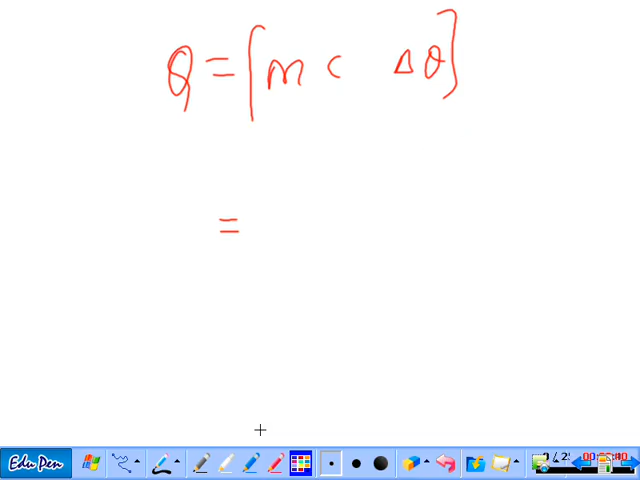 Q = [m c Δθ]
=
Edu Pen